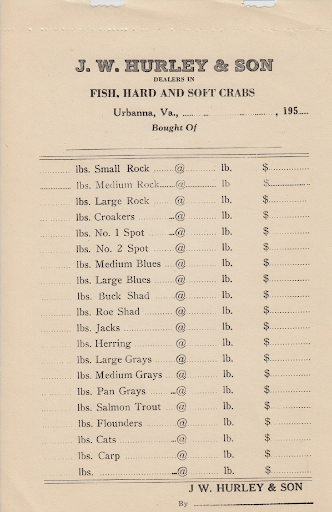 J. W. HURLEY & SON
DEALERS IN
FISH, HARD AND SOFT CRABS
Urbanna, Va., ........................................ , 195.....
Bought Of
............ lbs. Small Rock ......@............ lb. $................
............ lbs. Medium Rock......@............ lb $................
............ lbs. Large Rock ......@............ lb. $................
............ lbs. Croakers ......@............ lb. $................
............ lbs. No. 1 Spot ......@............ lb. $................
............ lbs. No. 2 Spot ......@............ lb. $................
............ lbs. Medium Blues ......@............ lb. $................
............ lbs. Large Blues ......@............ lb. $................
............ lbs. Buck Shad ......@............ lb. $................
............ lbs. Roe Shad ......@............ lb. $................
............ lbs. Jacks ......@............ lb. $................
............ lbs. Herring ......@............ lb. $................
............ lbs. Large Grays ......@............ lb. $................
............ lbs. Medium Grays ......@............ lb. $................
............ lbs. Pan Grays ......@............ lb. $................
............ lbs. Salmon Trout ......@............ lb. $................
............ lbs. Flounders ......@............ lb. $................
............ lbs. Cats ......@............ lb. $................
............ lbs. Carp ......@............ lb. $................
............ lbs. ......@............ lb. $................
J. W. HURLEY & SON
By ________________